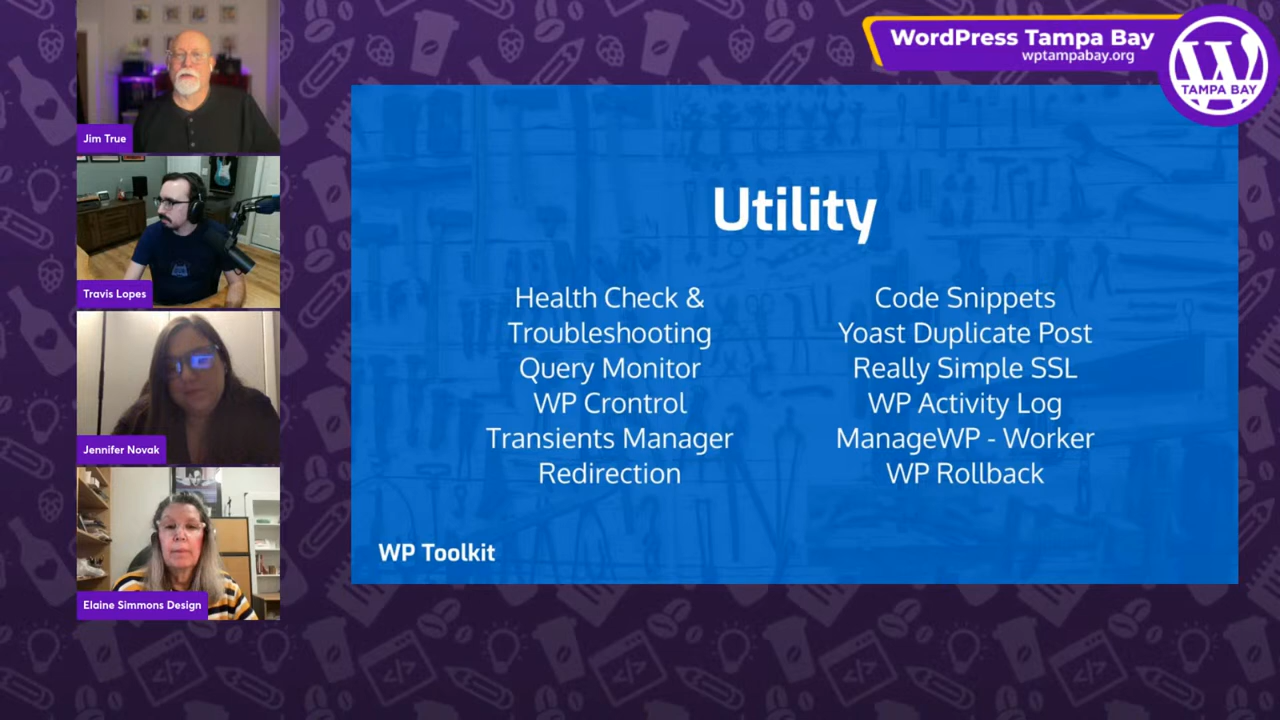 Jim True
Travis Lopes
Jennifer Novak
Elaine Simmons Design
WordPress Tampa Bay
wptampabay.org
W
TAMPA BAY
Utility
Health Check &
Troubleshooting
Query Monitor
WP Crontrol
Transients Manager
Redirection
Code Snippets
Yoast Duplicate Post
Really Simple SSL
WP Activity Log
ManageWP - Worker
WP Rollback
WP Toolkit